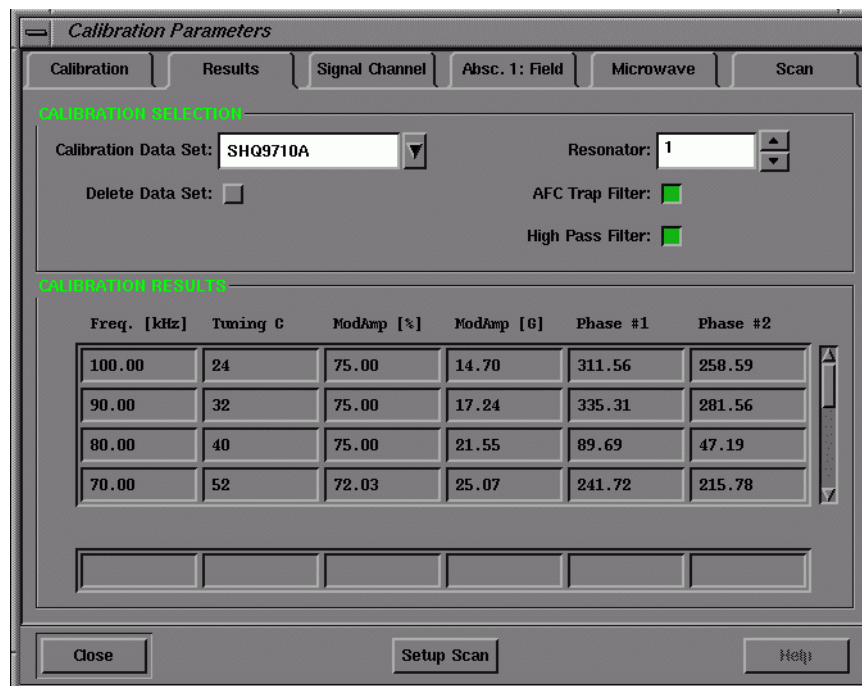 Calibration Parameters
Calibration Results Signal Channel Absc. 1: Field Microwave Scan
CALIBRATION SELECTION
Calibration Data Set: SHQ9710A Resonator: 1
Delete Data Set: AFC Trap Filter:
High Pass Filter:
CALIBRATION RESULTS
Freq. [kHz] Tuning C ModAmp [%] ModAmp [G] Phase #1 Phase #2
100.00 24 75.00 14.70 311.56 258.59
90.00 32 75.00 17.24 335.31 281.56
80.00 40 75.00 21.55 89.69 47.19
70.00 52 72.03 25.07 241.72 215.78
Close Setup Scan Help